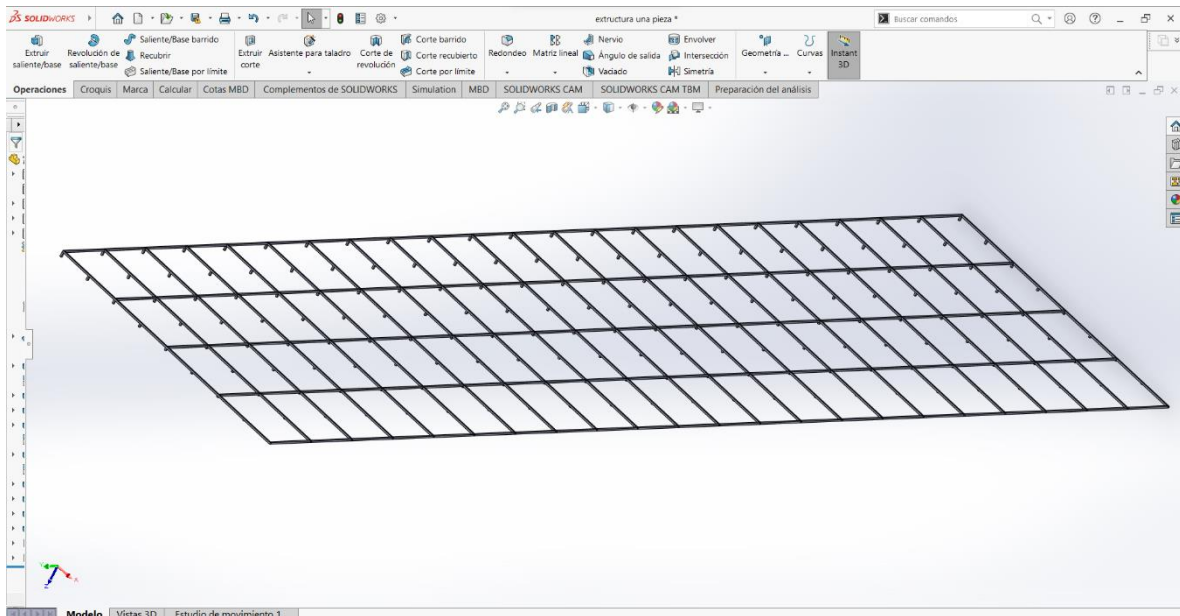 SOLIDWORKS
extructura una pieza *
Buscar comandos
Extruir saliente/base
Revolución de saliente/base
Saliente/Base barrido
Recubrir
Saliente/Base por límite
Extruir corte
Asistente para taladro
Corte de revolución
Corte barrido
Corte recubierto
Corte por límite
Redondeo
Matriz lineal
Nervio
Ángulo de salida
Vaciado
Envolver
Intersección
Simetría
Geometría ...
Curvas
Instant 3D
Operaciones
Croquis
Marca
Calcular
Cotas MBD
Complementos de SOLIDWORKS
Simulation
MBD
SOLIDWORKS CAM
SOLIDWORKS CAM TBM
Preparación del análisis
Modelo
Vistas 3D
Estudio de movimiento 1